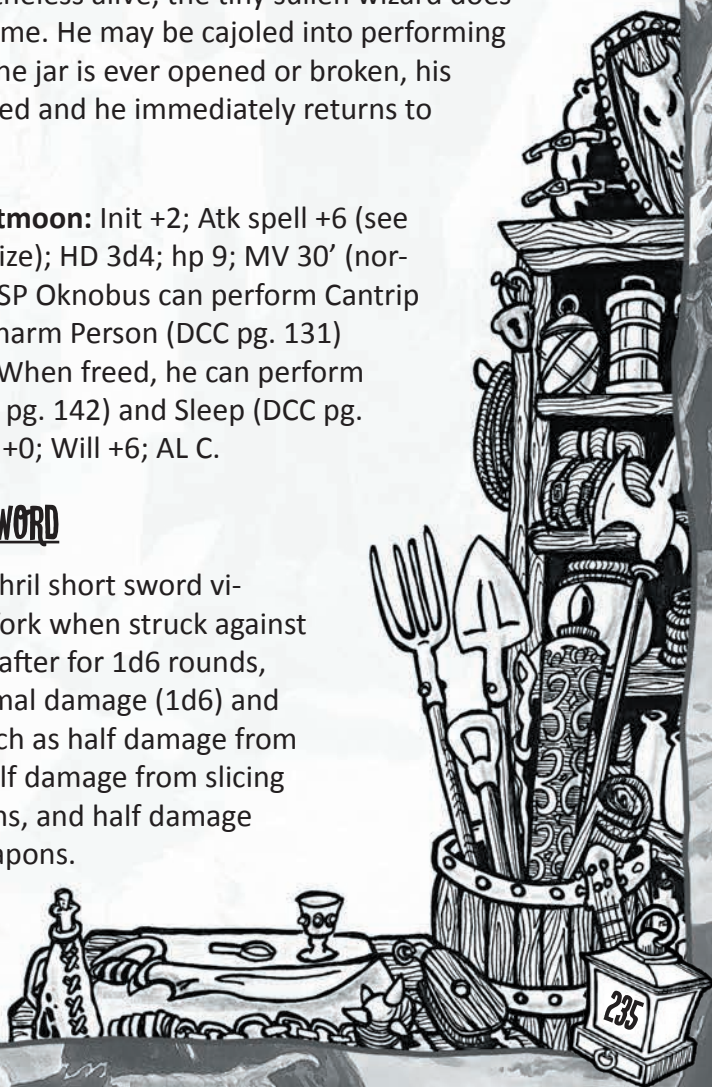 theless alive, the tiny sullen wizard does
me. He may be cajoled into performing
ne jar is ever opened or broken, his
ed and he immediately returns to
tmoon: Init +2; Atk spell +6 (see
ize); HD 3d4; hp 9; MV 30’ (nor-
SP Oknobus can perform Cantrip
harm Person (DCC pg. 131)
When freed, he can perform
pg. 142) and Sleep (DCC pg.
+0; Will +6; AL C.
WORD
hril short sword vi-
ork when struck against
after for 1d6 rounds,
mal damage (1d6) and
ch as half damage from
lf damage from slicing
ns, and half damage
apons.
235